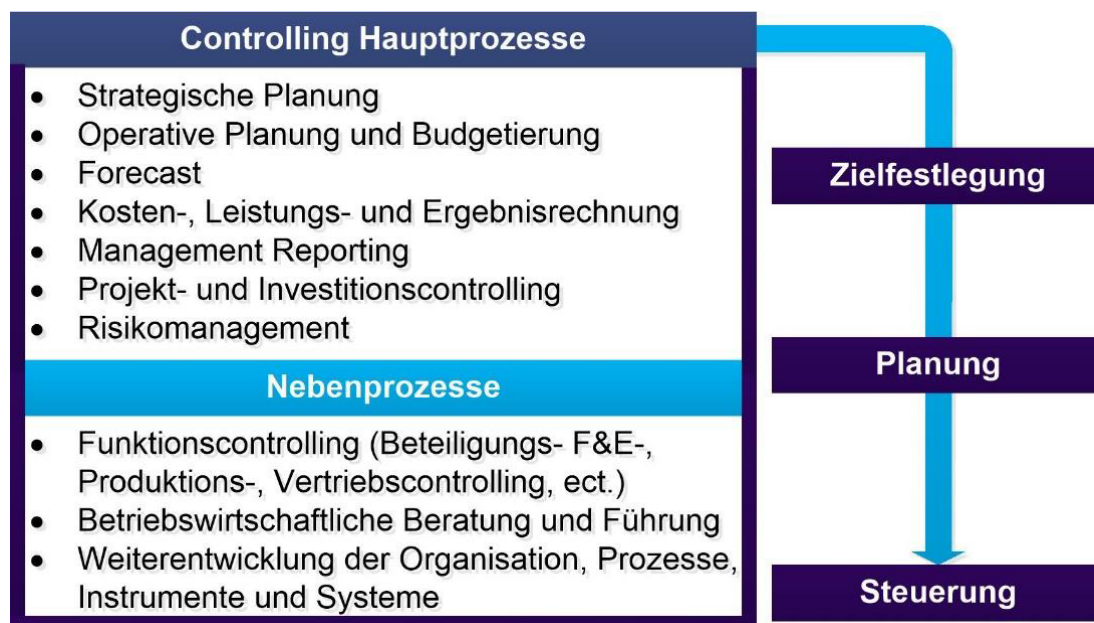 Controlling Hauptprozesse
• Strategische Planung
• Operative Planung und Budgetierung
• Forecast
• Kosten-, Leistungs- und Ergebnisrechnung
• Management Reporting
• Projekt- und Investitionscontrolling
• Risikomanagement
Nebenprozesse
• Funktionscontrolling (Beteiligungs- F&E-,
Produktions-, Vertriebscontrolling, ect.)
• Betriebswirtschaftliche Beratung und Führung
• Weiterentwicklung der Organisation, Prozesse,
Instrumente und Systeme
Zielfestlegung
Planung
Steuerung